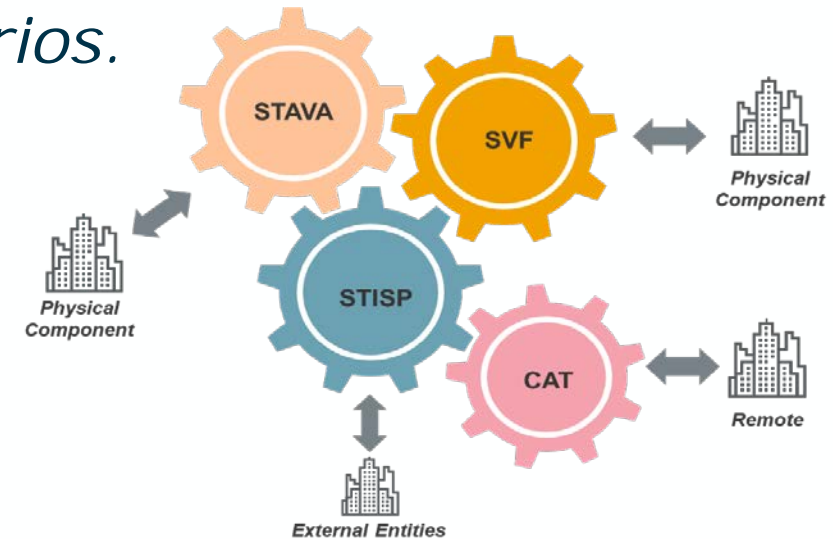 rios.
STAVA
SVF
Physical
Component
Physical
Component
STISP
CAT
Remote
External Entities